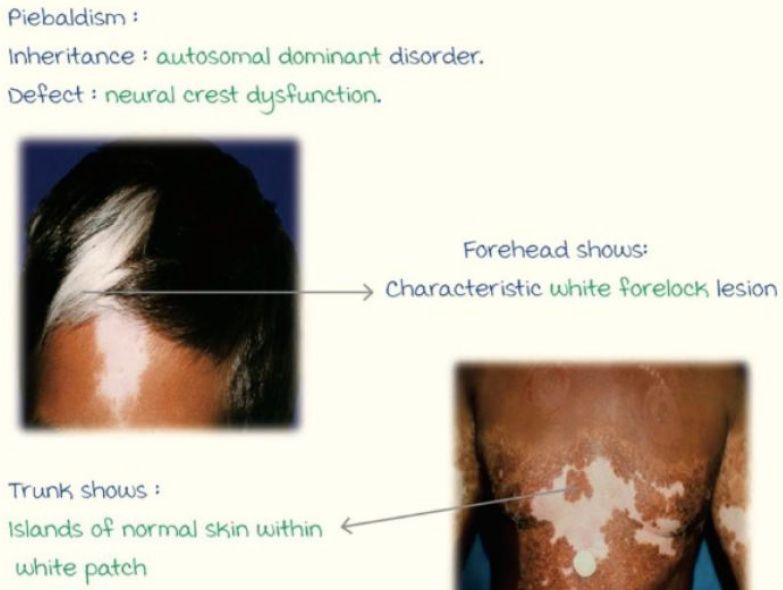 Piebaldism :
Inheritance : autosomal dominant disorder.
Defect : neural crest dysfunction.
Forehead shows:
Characteristic white forelock lesion
Trunk shows :
Islands of normal skin within
white patch